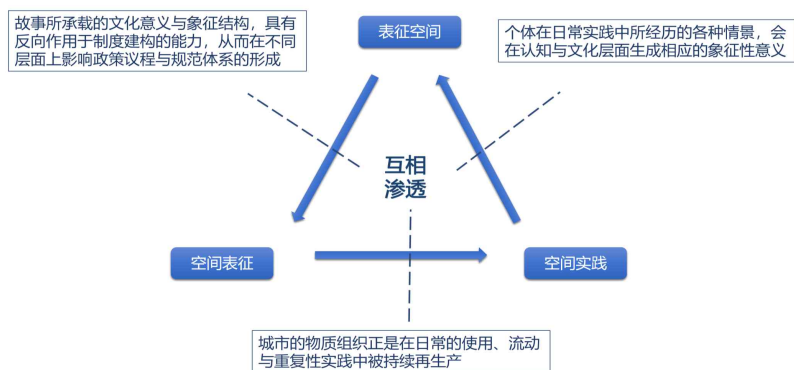 故事所承载的文化意义与象征结构，具有
反向作用于制度建构的能力，从而在不同
层面上影响政策议程与规范体系的形成
表征空间
个体在日常实践中所经历的各种情景，会
在认知与文化层面生成相应的象征性意义
互相
渗透
空间表征
空间实践
城市的物质组织正是在日常的使用、流动
与重复性实践中被持续再生产